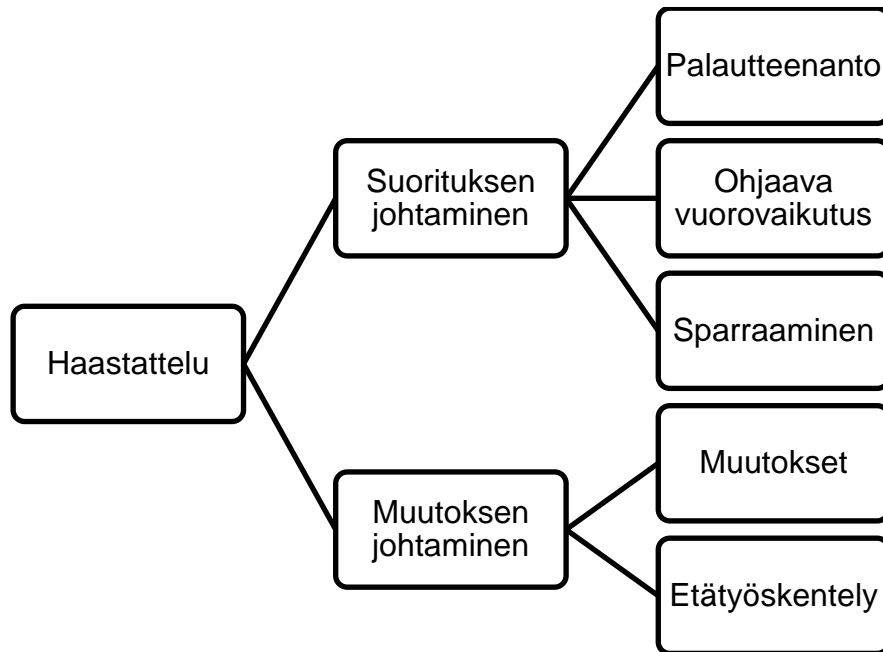 Haastattelu
Suorituksen
johtaminen
Palautteenanto
Ohjaava
vuorovaikutus
Sparraaminen
Muutoksen
johtaminen
Muutokset
Etätyöskentely